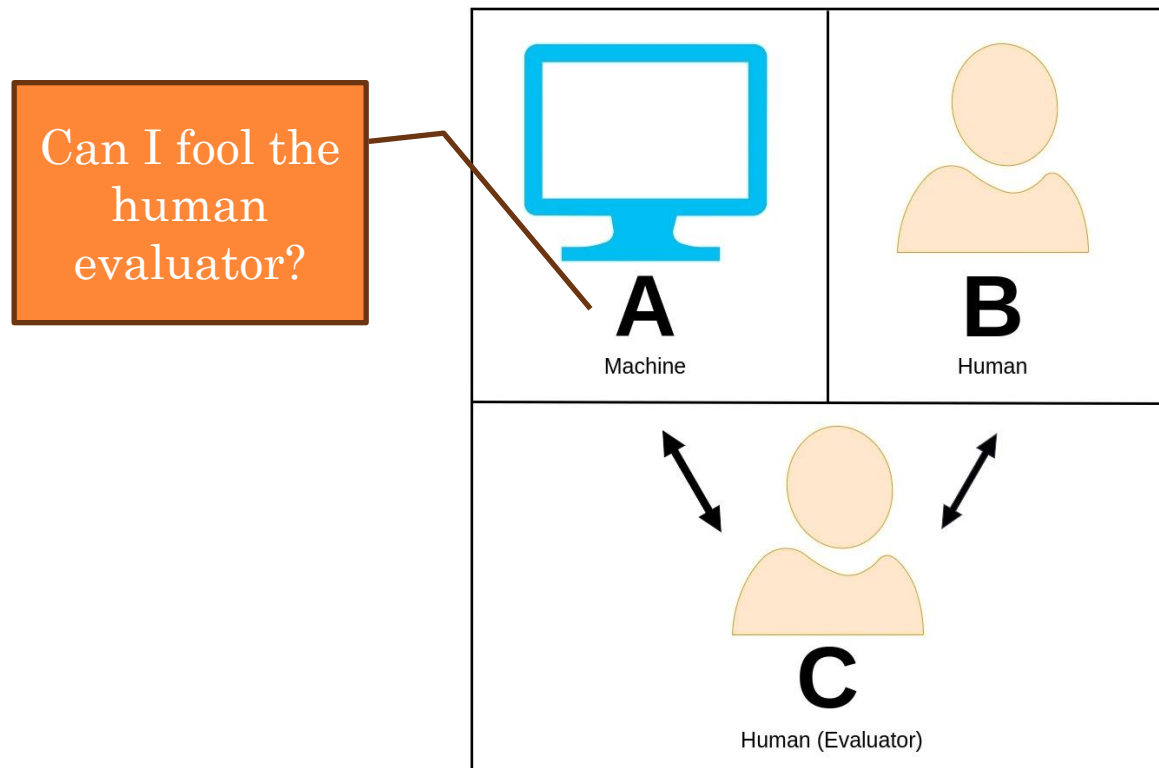 Can I fool the
human
evaluator?
A
Machine
B
Human
C
Human (Evaluator)